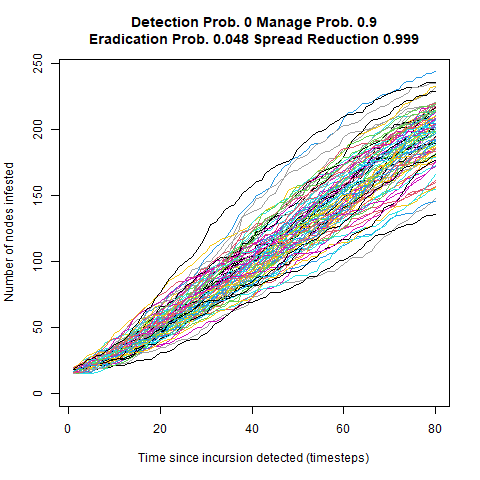 Detection Prob. 0 Manage Prob. 0.9
Eradication Prob. 0.048 Spread Reduction 0.999
250
200
150
100
50
0
Number of nodes infested
0 20 40 60 80
Time since incursion detected (timesteps)